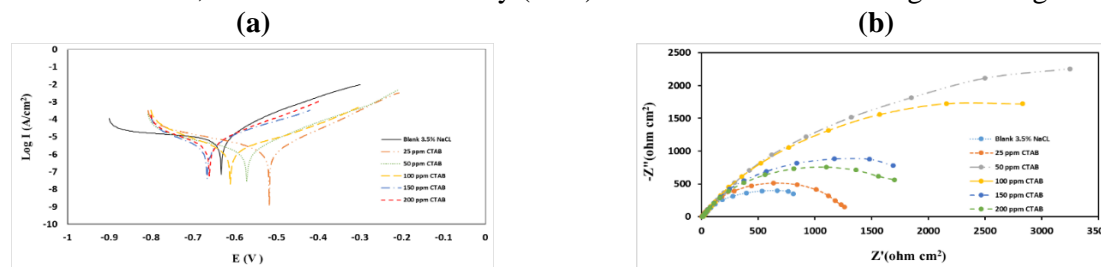 (a)
(b)
0
-1
-2
-3
-4
-5
-6
-7
-8
-9
-10
Log I (A/cm²)
-1 -0.9 -0.8 -0.7 -0.6 -0.5 -0.4 -0.3 -0.2 -0.1 0
E (V)
Blank 3.5% NaCL
25 ppm CTAB
50 ppm CTAB
100 ppm CTAB
150 ppm CTAB
200 ppm CTAB
2500
2000
1500
1000
500
0
-Z"(ohm cm²)
0 500 1000 1500 2000 2500 3000
Z'(ohm cm²)
Blank 3.5% NaCL
25 ppm CTAB
50 ppm CTAB
100 ppm CTAB
150 ppm CTAB
200 ppm CTAB